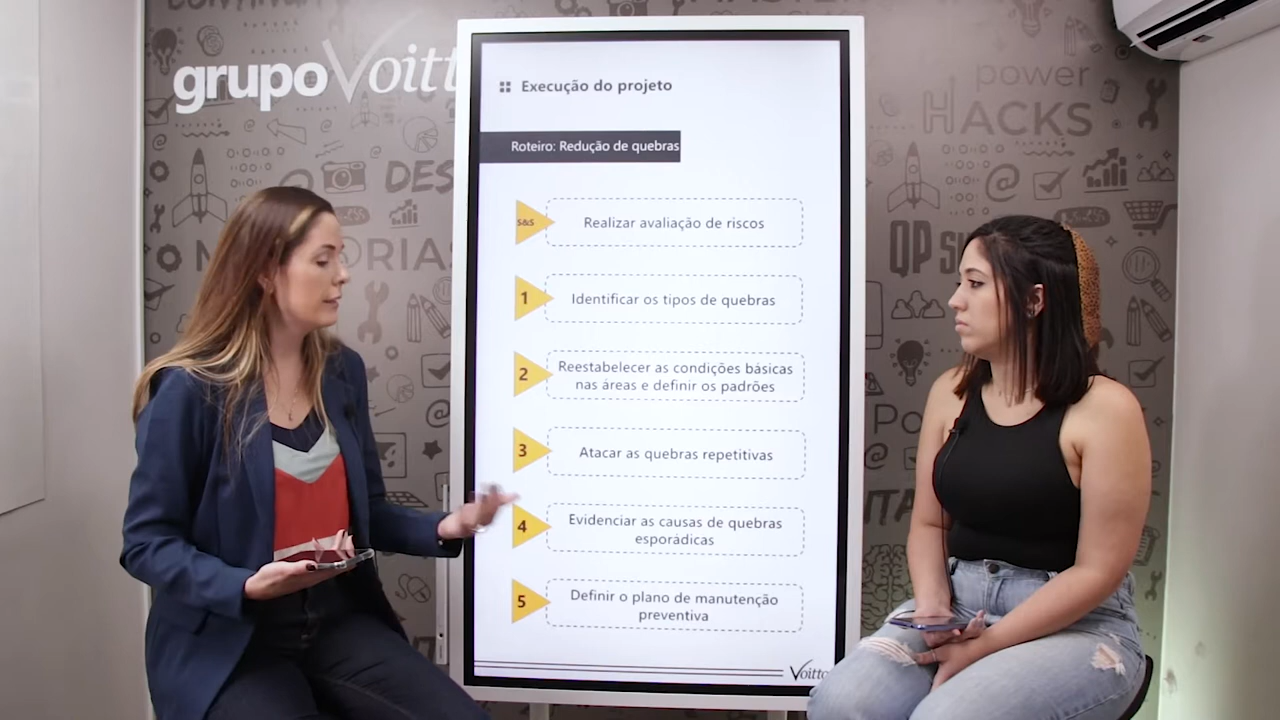 grupo Voitt
power
HACKS
DES
QP
Execução do projeto
Roteiro: Redução de quebras
S&S
Realizar avaliação de riscos
1
Identificar os tipos de quebras
2
Reestabelecer as condições básicas
nas áreas e definir os padrões
3
Atacar as quebras repetitivas
4
Evidenciar as causas de quebras
esporádicas
5
Definir o plano de manutenção
preventiva
Voitto